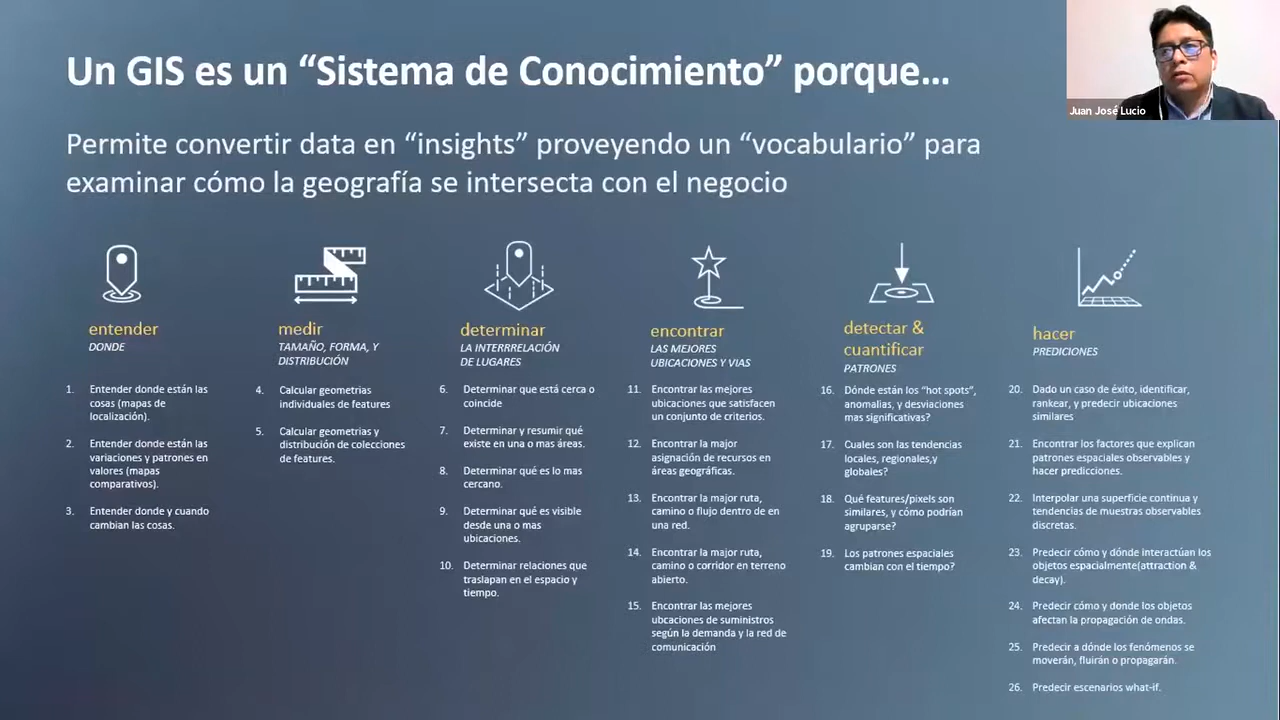 Un GIS es un “Sistema de Conocimiento” porque...
Juan José Lucio
Permite convertir data en “insights” proveyendo un “vocabulario” para
examinar cómo la geografía se intersecta con el negocio
entender
DONDE
1. Entender donde están las
cosas (mapas de
localización).
2. Entender donde están las
variaciones y patrones en
valores (mapas
comparativos).
3. Entender donde y cuando
cambian las cosas.
medir
TAMAÑO, FORMA, Y
DISTRIBUCIÓN
4. Calcular geometrias
individuales de features
5. Calcular geometrías y
distribución de colecciones
de features.
determinar
LA INTERRRELACIÓN
DE LUGARES
6. Determinar que está cerca o
coincide
7. Determinar y resumir qué
existe en una o mas áreas.
8. Determinar qué es lo mas
cercano.
9. Determinar qué es visible
desde una o mas
ubicaciones.
10. Determinar relaciones que
traslapan en el espacio y
tiempo.
encontrar
LAS MEJORES
UBICACIONES Y VIAS
11. Encontrar las mejores
ubicaciones que satisfacen
un conjunto de criterios.
12. Encontrar la major
asignación de recursos en
áreas geográficas.
13. Encontrar la major ruta,
camino o flujo dentro de en
una red.
14. Encontrar la major ruta,
camino o corridor en terreno
abierto.
15. Encontrar las mejores
ubcaciones de suministros
según la demanda y la red de
comunicación
detectar &
cuantificar
PATRONES
16. Dónde están los “hot spots”,
anomalias, y desviaciones
mas significativas?
17. Cuales son las tendencias
locales, regionales,y
globales?
18. Qué features/pixels son
similares, y cómo podrían
agruparse?
19. Los patrones espaciales
cambian con el tiempo?
hacer
PREDICIONES
20. Dado un caso de éxito, identificar,
rankear, y predecir ubicaciones
similares
21. Encontrar los factores que explican
patrones espaciales observables y
hacer predicciones.
22. Interpolar una superficie continua y
tendencias de muestras observables
discretas.
23. Predecir cómo y dónde interactúan los
objetos espacialmente(attraction &
decay).
24. Predecir cómo y donde los objetos
afectan la propagación de ondas.
25. Predecir a dónde los fenómenos se
moverán, fluirán o propagarán.
26. Predecir escenarios what-if.